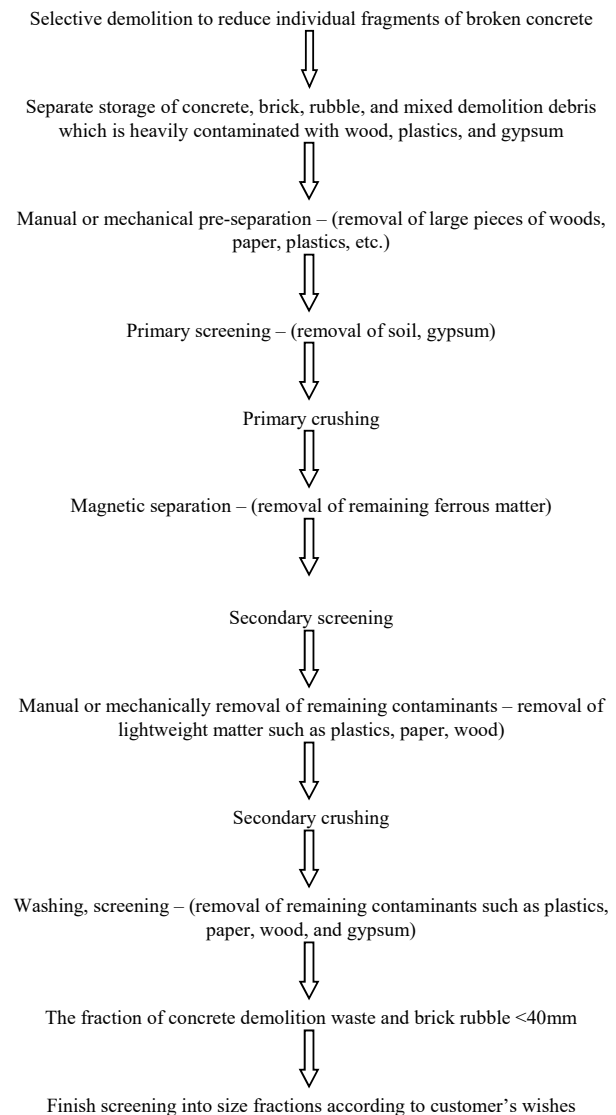 Selective demolition to reduce individual fragments of broken concrete
Separate storage of concrete, brick, rubble, and mixed demolition debris
which is heavily contaminated with wood, plastics, and gypsum
Manual or mechanical pre-separation – (removal of large pieces of woods,
paper, plastics, etc.)
Primary screening – (removal of soil, gypsum)
Primary crushing
Magnetic separation – (removal of remaining ferrous matter)
Secondary screening
Manual or mechanically removal of remaining contaminants – removal of
lightweight matter such as plastics, paper, wood)
Secondary crushing
Washing, screening – (removal of remaining contaminants such as plastics,
paper, wood, and gypsum)
The fraction of concrete demolition waste and brick rubble <40mm
Finish screening into size fractions according to customer’s wishes